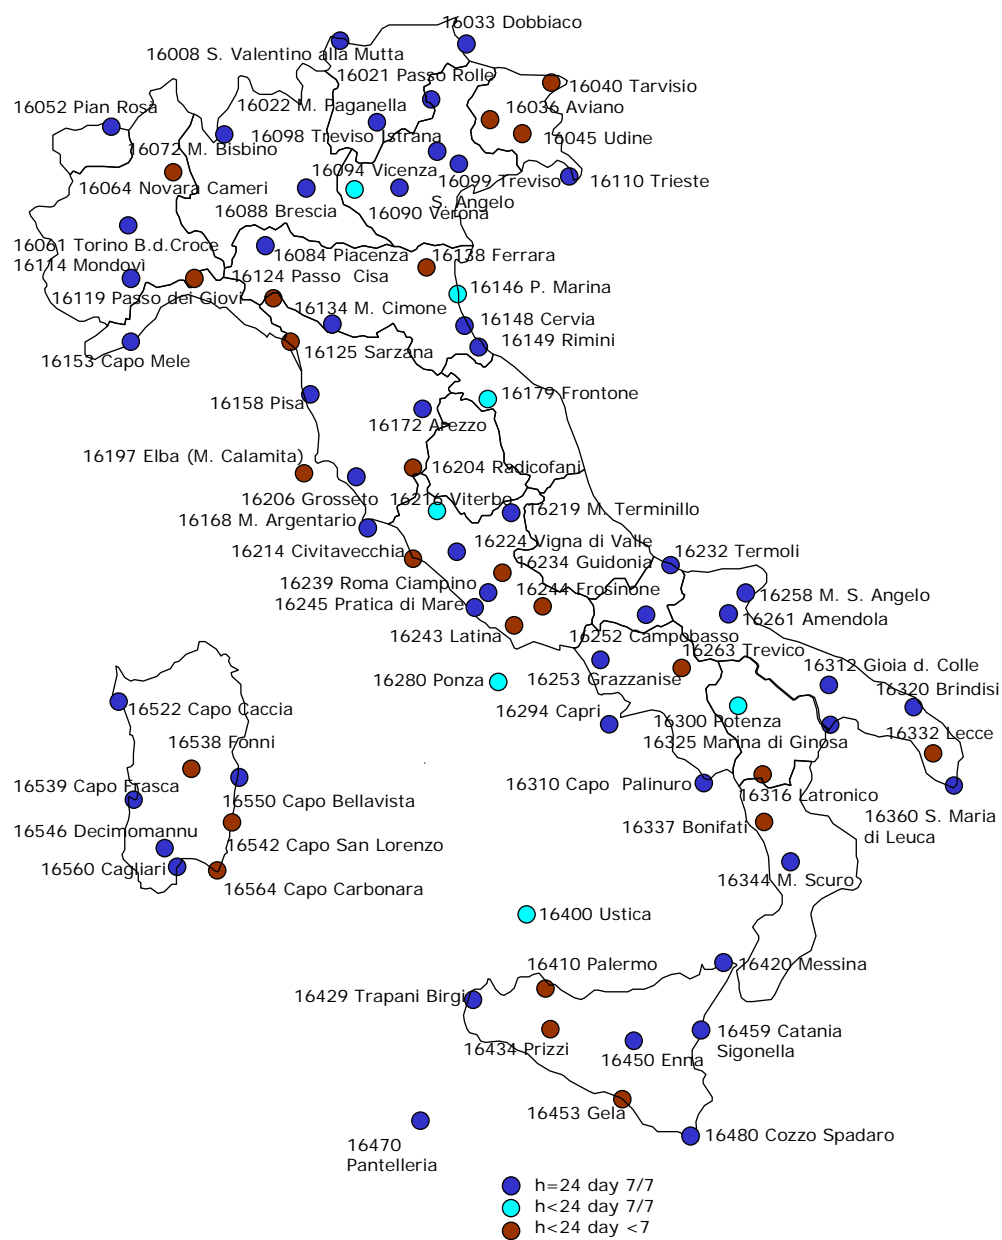 16033 Dobbiaco
16008 S. Valentino alla Mutta
16021 Passo Rolle
16040 Tarvisio
16052 Pian Rosà
16022 M. Paganella
16036 Aviano
16098 Treviso Istrana
16045 Udine
16072 M. Bisbino
16094 Vicenza
16099 Treviso
S. Angelo
16110 Trieste
16064 Novara Cameri
16088 Brescia
16090 Verona
16061 Torino B.d.Croce
16084 Piacenza
16138 Ferrara
16114 Mondovì
16124 Passo  Cisa
16146 P. Marina
16119 Passo dei Giovi
16134 M. Cimone
16148 Cervia
16149 Rimini
16153 Capo Mele
16125 Sarzana
16179 Frontone
16158 Pisa
16172 Arezzo
16197 Elba (M. Calamita)
16204 Radicofani
16206 Grosseto
16216 Viterbo
16219 M. Terminillo
16168 M. Argentario
16224 Vigna di Valle
16214 Civitavecchia
16234 Guidonia
16232 Termoli
16239 Roma Ciampino
16244 Frosinone
16258 M. S. Angelo
16245 Pratica di Mare
16261 Amendola
16243 Latina
16252 Campobasso
16263 Trevico
16312 Gioia d. Colle
16280 Ponza
16253 Grazzanise
16320 Brindisi
16522 Capo Caccia
16294 Capri
16300 Potenza
16332 Lecce
16538 Fonni
16325 Marina di Ginosa
16539 Capo Frasca
16310 Capo  Palinuro
16550 Capo Bellavista
16316 Latronico
16360 S. Maria
di Leuca
16546 Decimomannu
16337 Bonifati
16542 Capo San Lorenzo
16560 Cagliari
16344 M. Scuro
16564 Capo Carbonara
16400 Ustica
16410 Palermo
16420 Messina
16429 Trapani Birgi
16459 Catania
Sigonella
16434 Prizzi
16450 Enna
16453 Gela
16480 Cozzo Spadaro
16470
Pantelleria
h=24 day 7/7
h<24 day 7/7
h<24 day <7